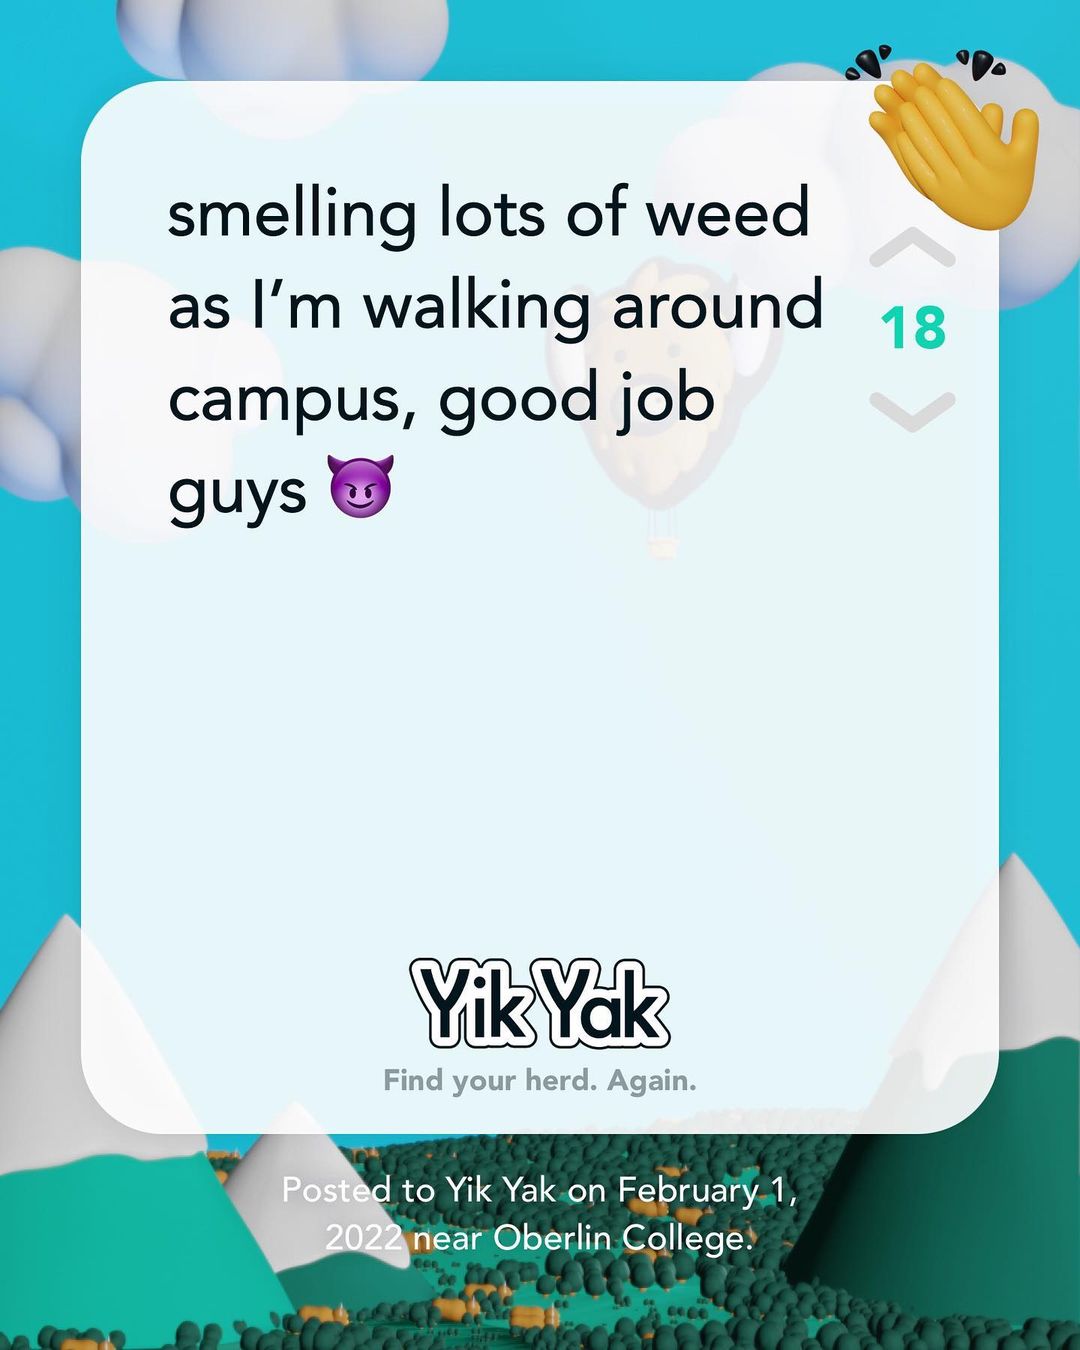 smelling lots of weed
as I’m walking around
campus, good job
guys 😈
18
Yik Yak
Find your herd. Again.
Posted to Yik Yak on February 1,
2022 near Oberlin College.